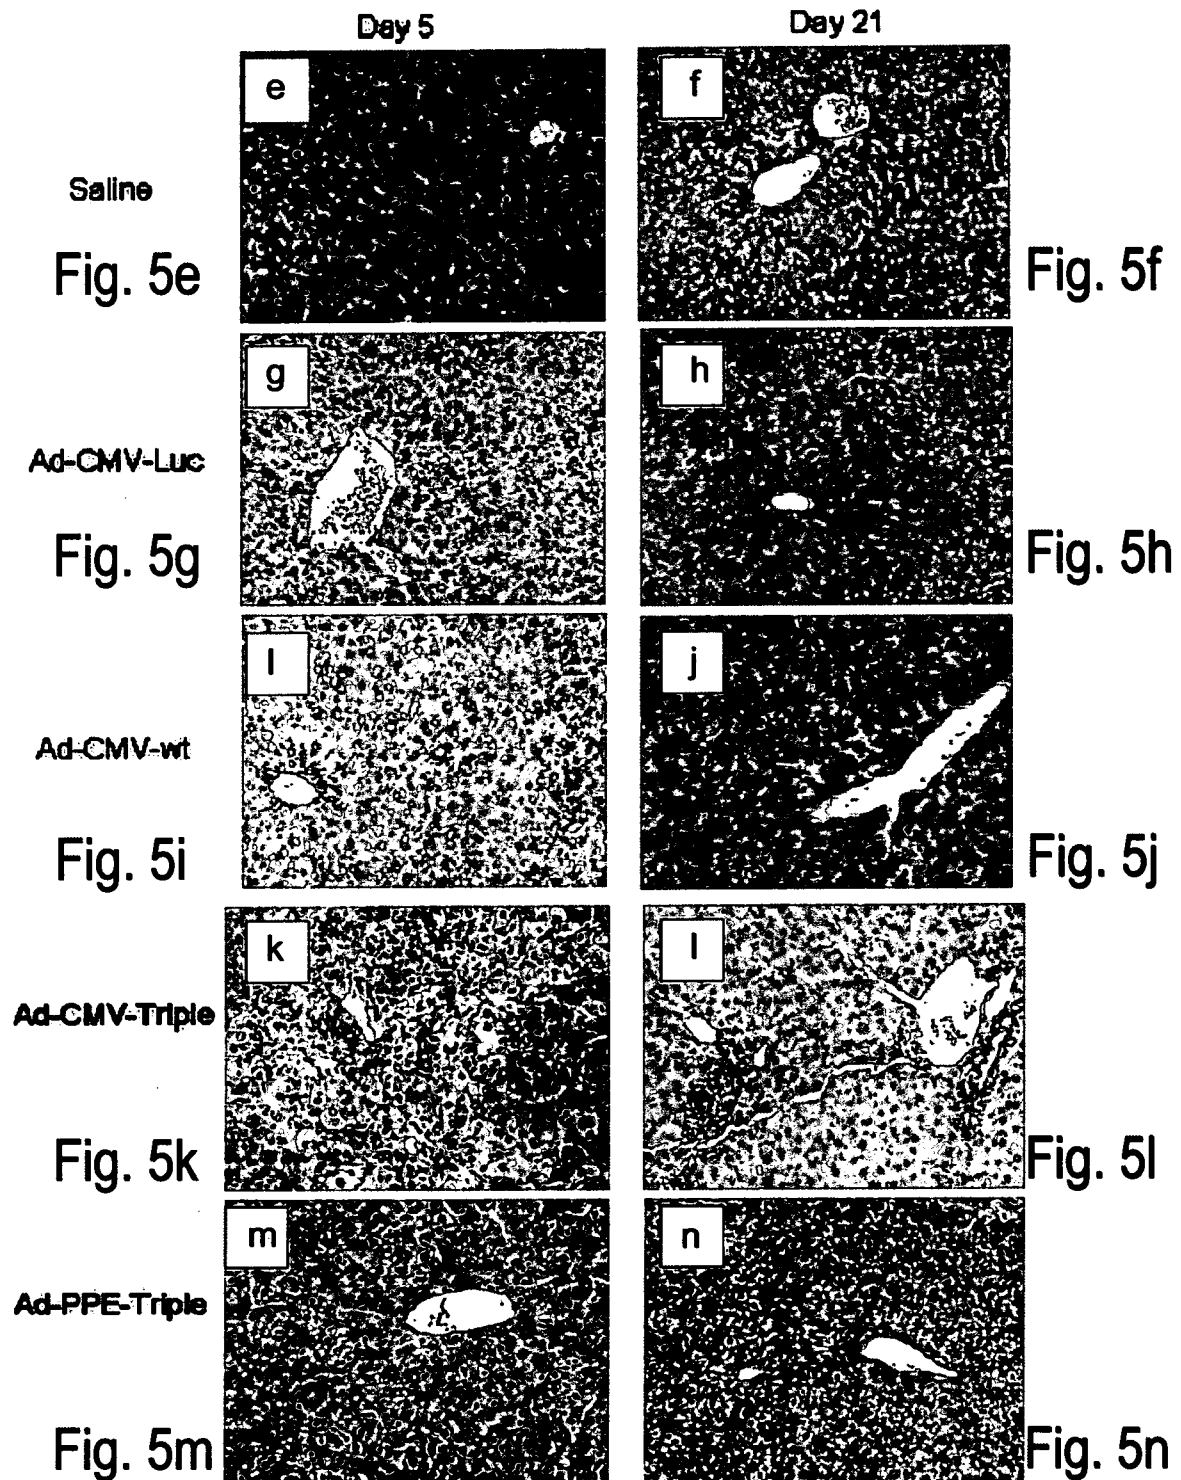 Day 5
Day 21
e
f
Saline
Fig. 5e
Fig. 5f
g
h
Ad-CMV-Luc
Fig. 5g
Fig. 5h
I
j
Ad-CMV-wt
Fig. 5i
Fig. 5j
k
l
Ad-CMV-Triple
Fig. 5k
Fig. 5l
m
n
Ad-PPE-Triple
Fig. 5m
Fig. 5n